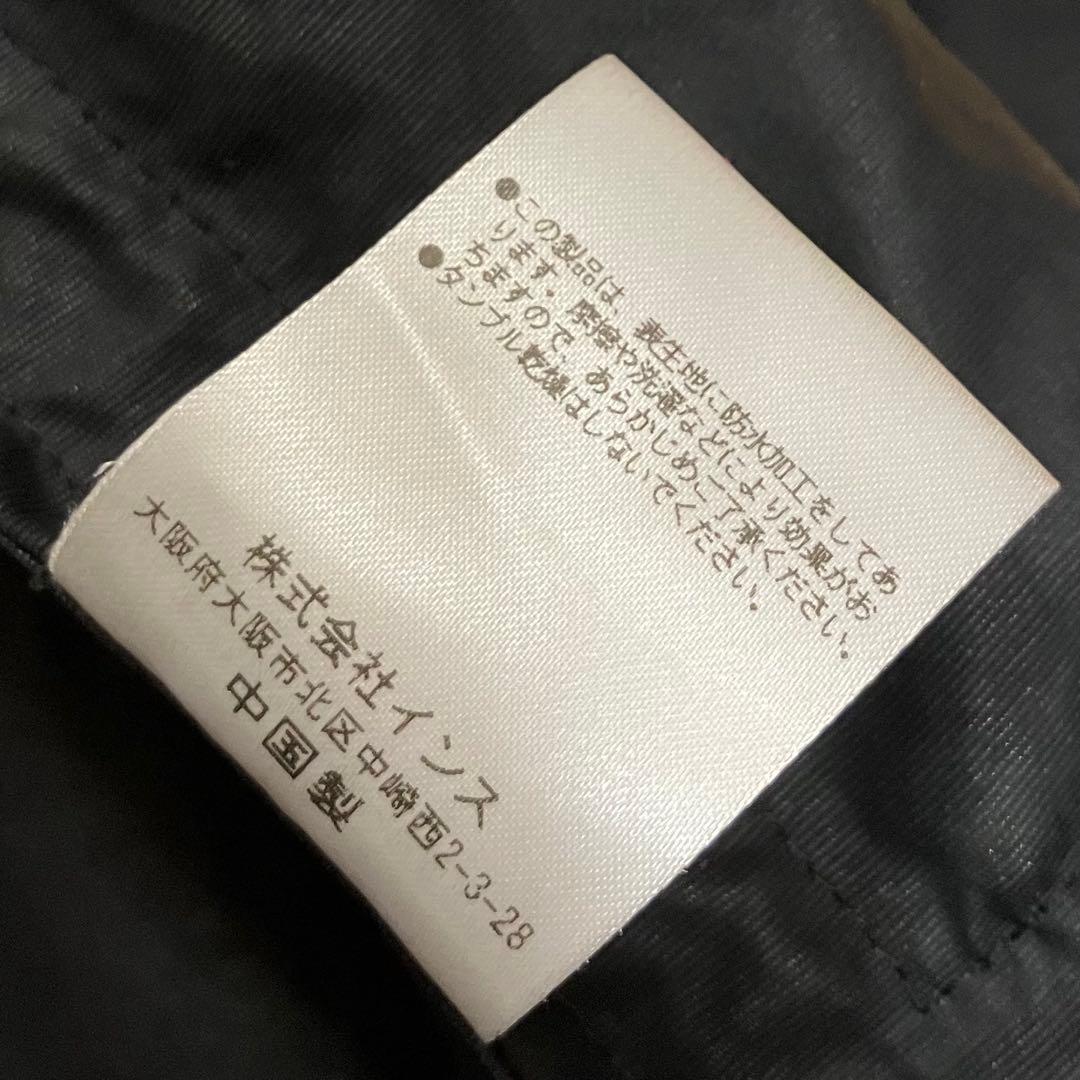 ●この製品は 表生地に防水加工をしてあ
ります。摩擦や洗濯などにより効果がお
ちますので、あらかじめご了承ください。
●タンブル乾燥はしないでください。
株式会社インス
大阪府大阪市北区中崎西2-3-28
中国製